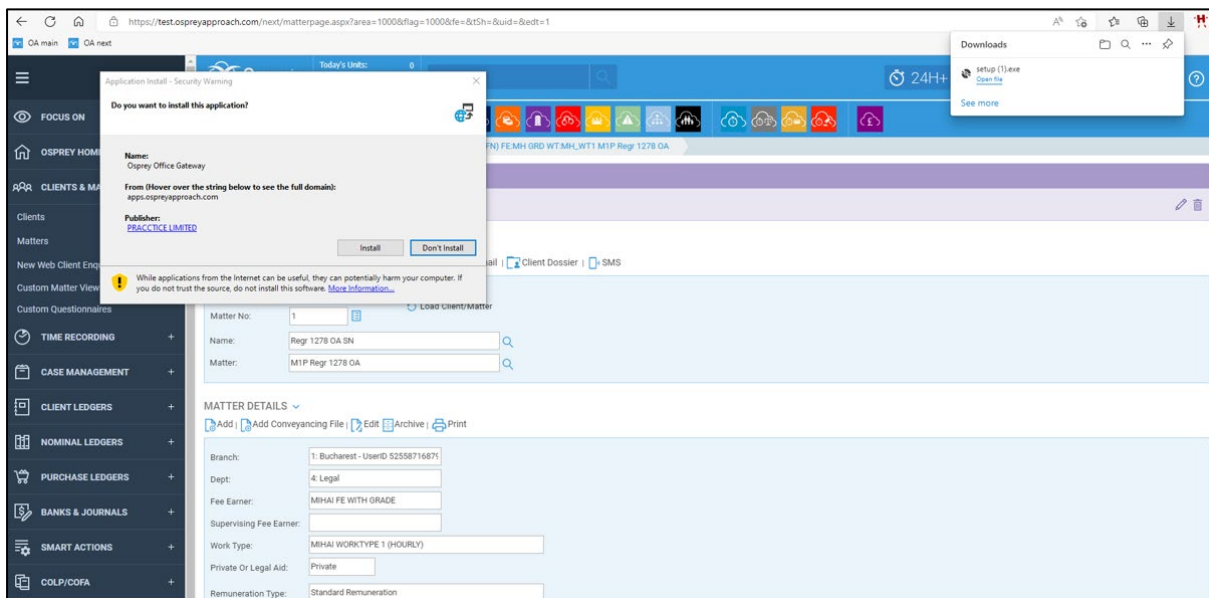 https://test.ospreyapproach.com/next/matterpage.aspx?area=1000&flag=1000&fe=&tSh=&uid=&edt=1
OA main OA next
Downloads
setup (1).exe
Open file
See more
Today's Units: 0
24H+
FOCUS ON
OSPREY HOM
CLIENTS & MA
Clients
Matters
New Web Client Enqu
Custom Matter View
Custom Questionnaires
TIME RECORDING +
CASE MANAGEMENT +
CLIENT LEDGERS +
NOMINAL LEDGERS +
PURCHASE LEDGERS +
BANKS & JOURNALS +
SMART ACTIONS +
COLP/COFA +
Application Install - Security Warning
Do you want to install this application?
Name:
Osprey Office Gateway
From (Hover over the string below to see the full domain):
apps.ospreyapproach.com
Publisher:
PRACCTICE LIMITED
Install Don't Install
While applications from the Internet can be useful, they can potentially harm your computer. If
you do not trust the source, do not install this software. More Information...
FN) FE:MH GRD WT:MH_WT1 M1P Regr 1278 OA
ail | Client Dossier | SMS
Load Client/Matter
Matter No: 1
Name: Regr 1278 OA SN
Matter: M1P Regr 1278 OA
MATTER DETAILS
Add | Add Conveyancing File | Edit Archive | Print
Branch: 1: Bucharest - UserID 52558716879
Dept: 4: Legal
Fee Earner: MIHAI FE WITH GRADE
Supervising Fee Earner:
Work Type: MIHAI WORKTYPE 1 (HOURLY)
Private Or Legal Aid: Private
Remuneration Type: Standard Remuneration